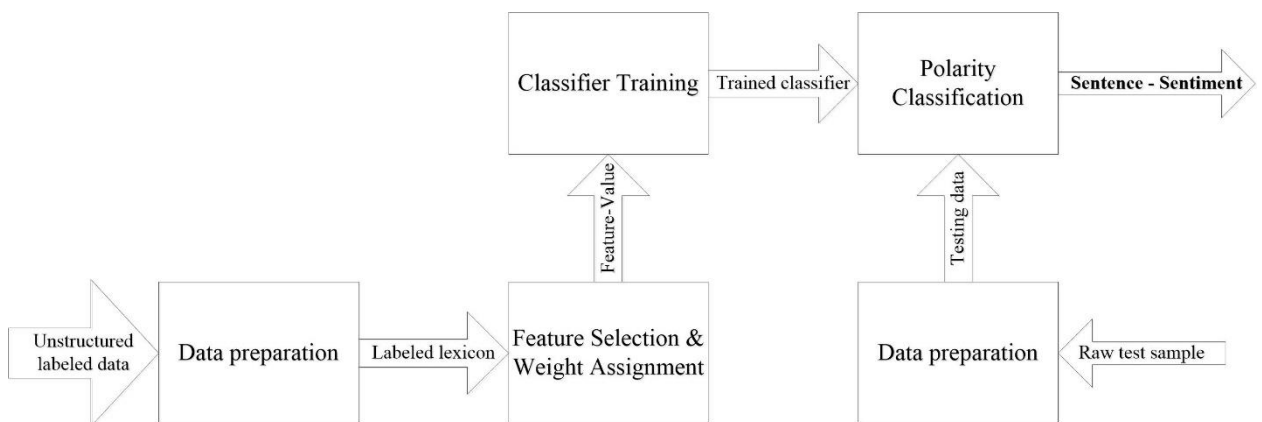 Classifier Training
Trained classifier
Polarity
Classification
Sentence - Sentiment
Feature-Value
Testing data
Unstructured
labeled data
Data preparation
Labeled lexicon
Feature Selection &
Weight Assignment
Data preparation
Raw test sample